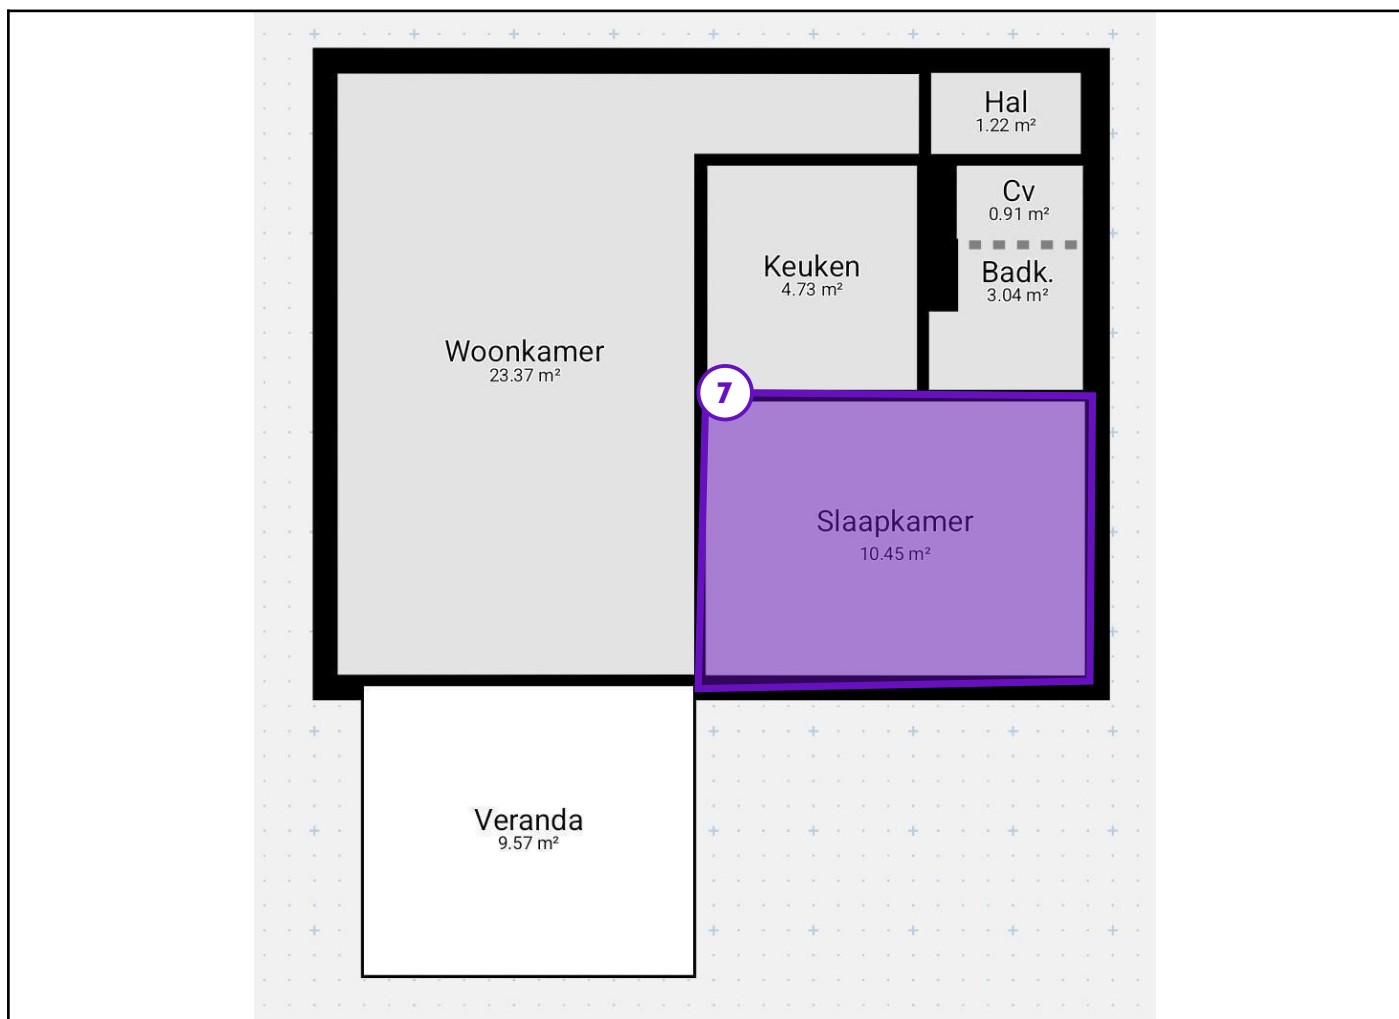 Hal
1.22 m²
Cv
0.91 m²
Keuken
4.73 m²
Badk.
3.04 m²
Woonkamer
23.37 m²
7
Slaapkamer
10.45 m²
Veranda
9.57 m²